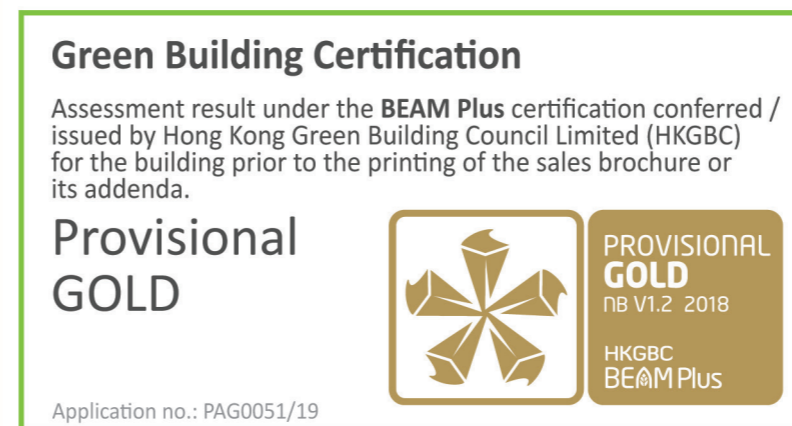 Green Building Certification
Assessment result under the BEAM Plus certification conferred /
issued by Hong Kong Green Building Council Limited (HKGBC)
for the building prior to the printing of the sales brochure or
its addenda.
Provisional
GOLD
PROVISIONAL
GOLD
NB V1.2 2018
HKGBC
BEAM Plus
Application no.: PAG0051/19